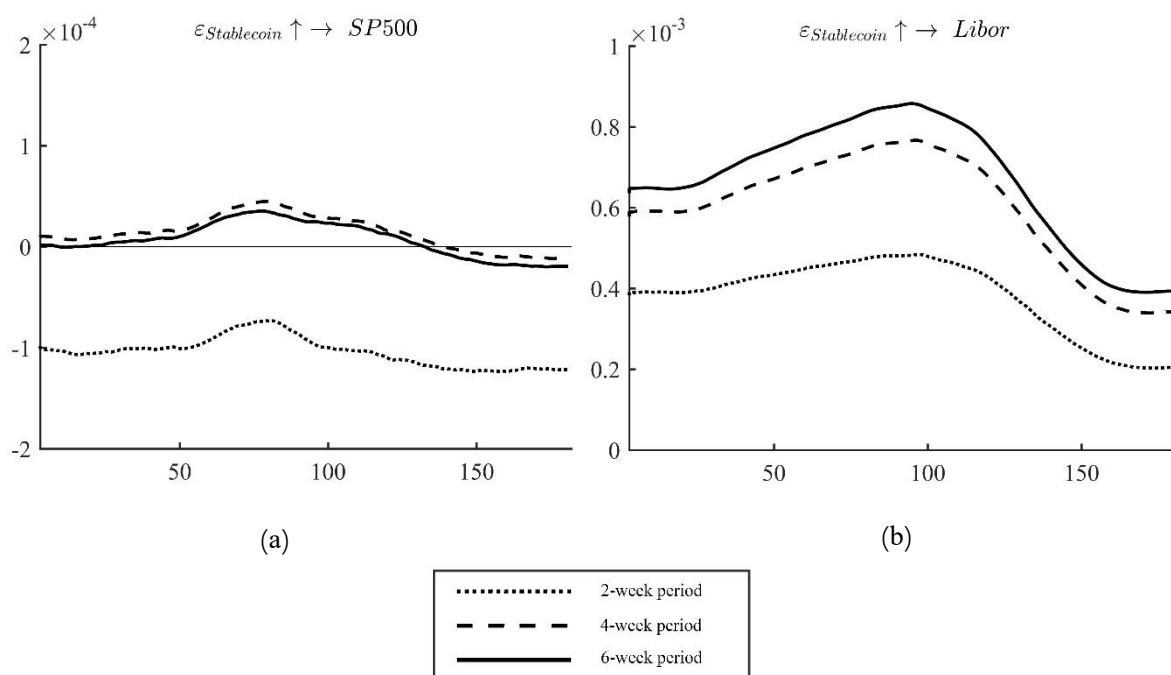 ×10⁻⁴
ε_Stablecoin ↑ → SP500
2
1
0
-1
-2
50
100
150
(a)
×10⁻³
ε_Stablecoin ↑ → Libor
1
0.8
0.6
0.4
0.2
0
50
100
150
(b)
2-week period
4-week period
6-week period